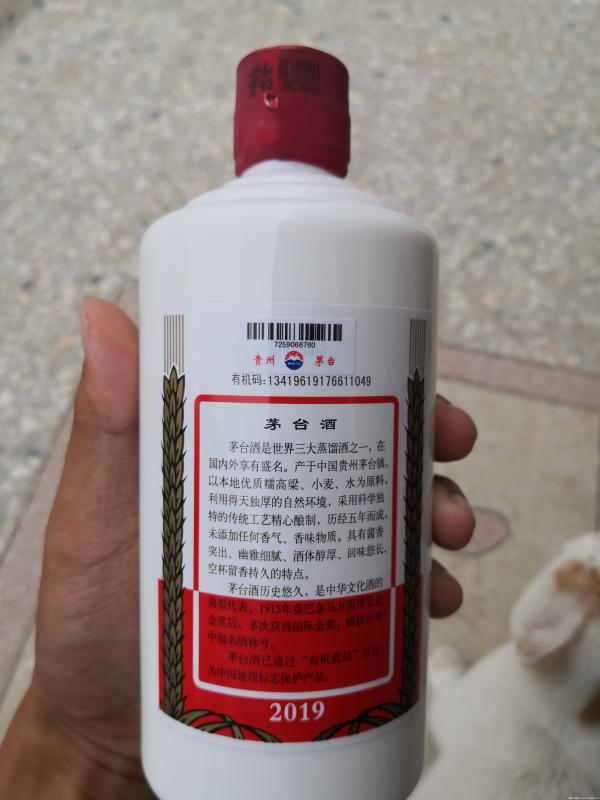 茅台
7259066760
贵州 茅台
有机码:13419619176611049
茅台酒
茅台酒是世界三大蒸馏酒之一，在
国内外享有盛名。产于中国贵州茅台镇，
以本地优质糯高粱、小麦、水为原料，
利用得天独厚的自然环境，采用科学独
特的传统工艺精心酿制，历经五年而成，
未添加任何香气、香味物质。具有酱香
突出、幽雅细腻、酒体醇厚、回味悠长、
空杯留香持久的特点。
茅台酒历史悠久，是中华文化酒的
典型代表。1915年获巴拿马万国博览会
金奖后，多次获得国际金奖，蝉联历届
中国名酒称号。
茅台酒已通过“有机食品”认证，
为中国地理标志保护产品。
2019